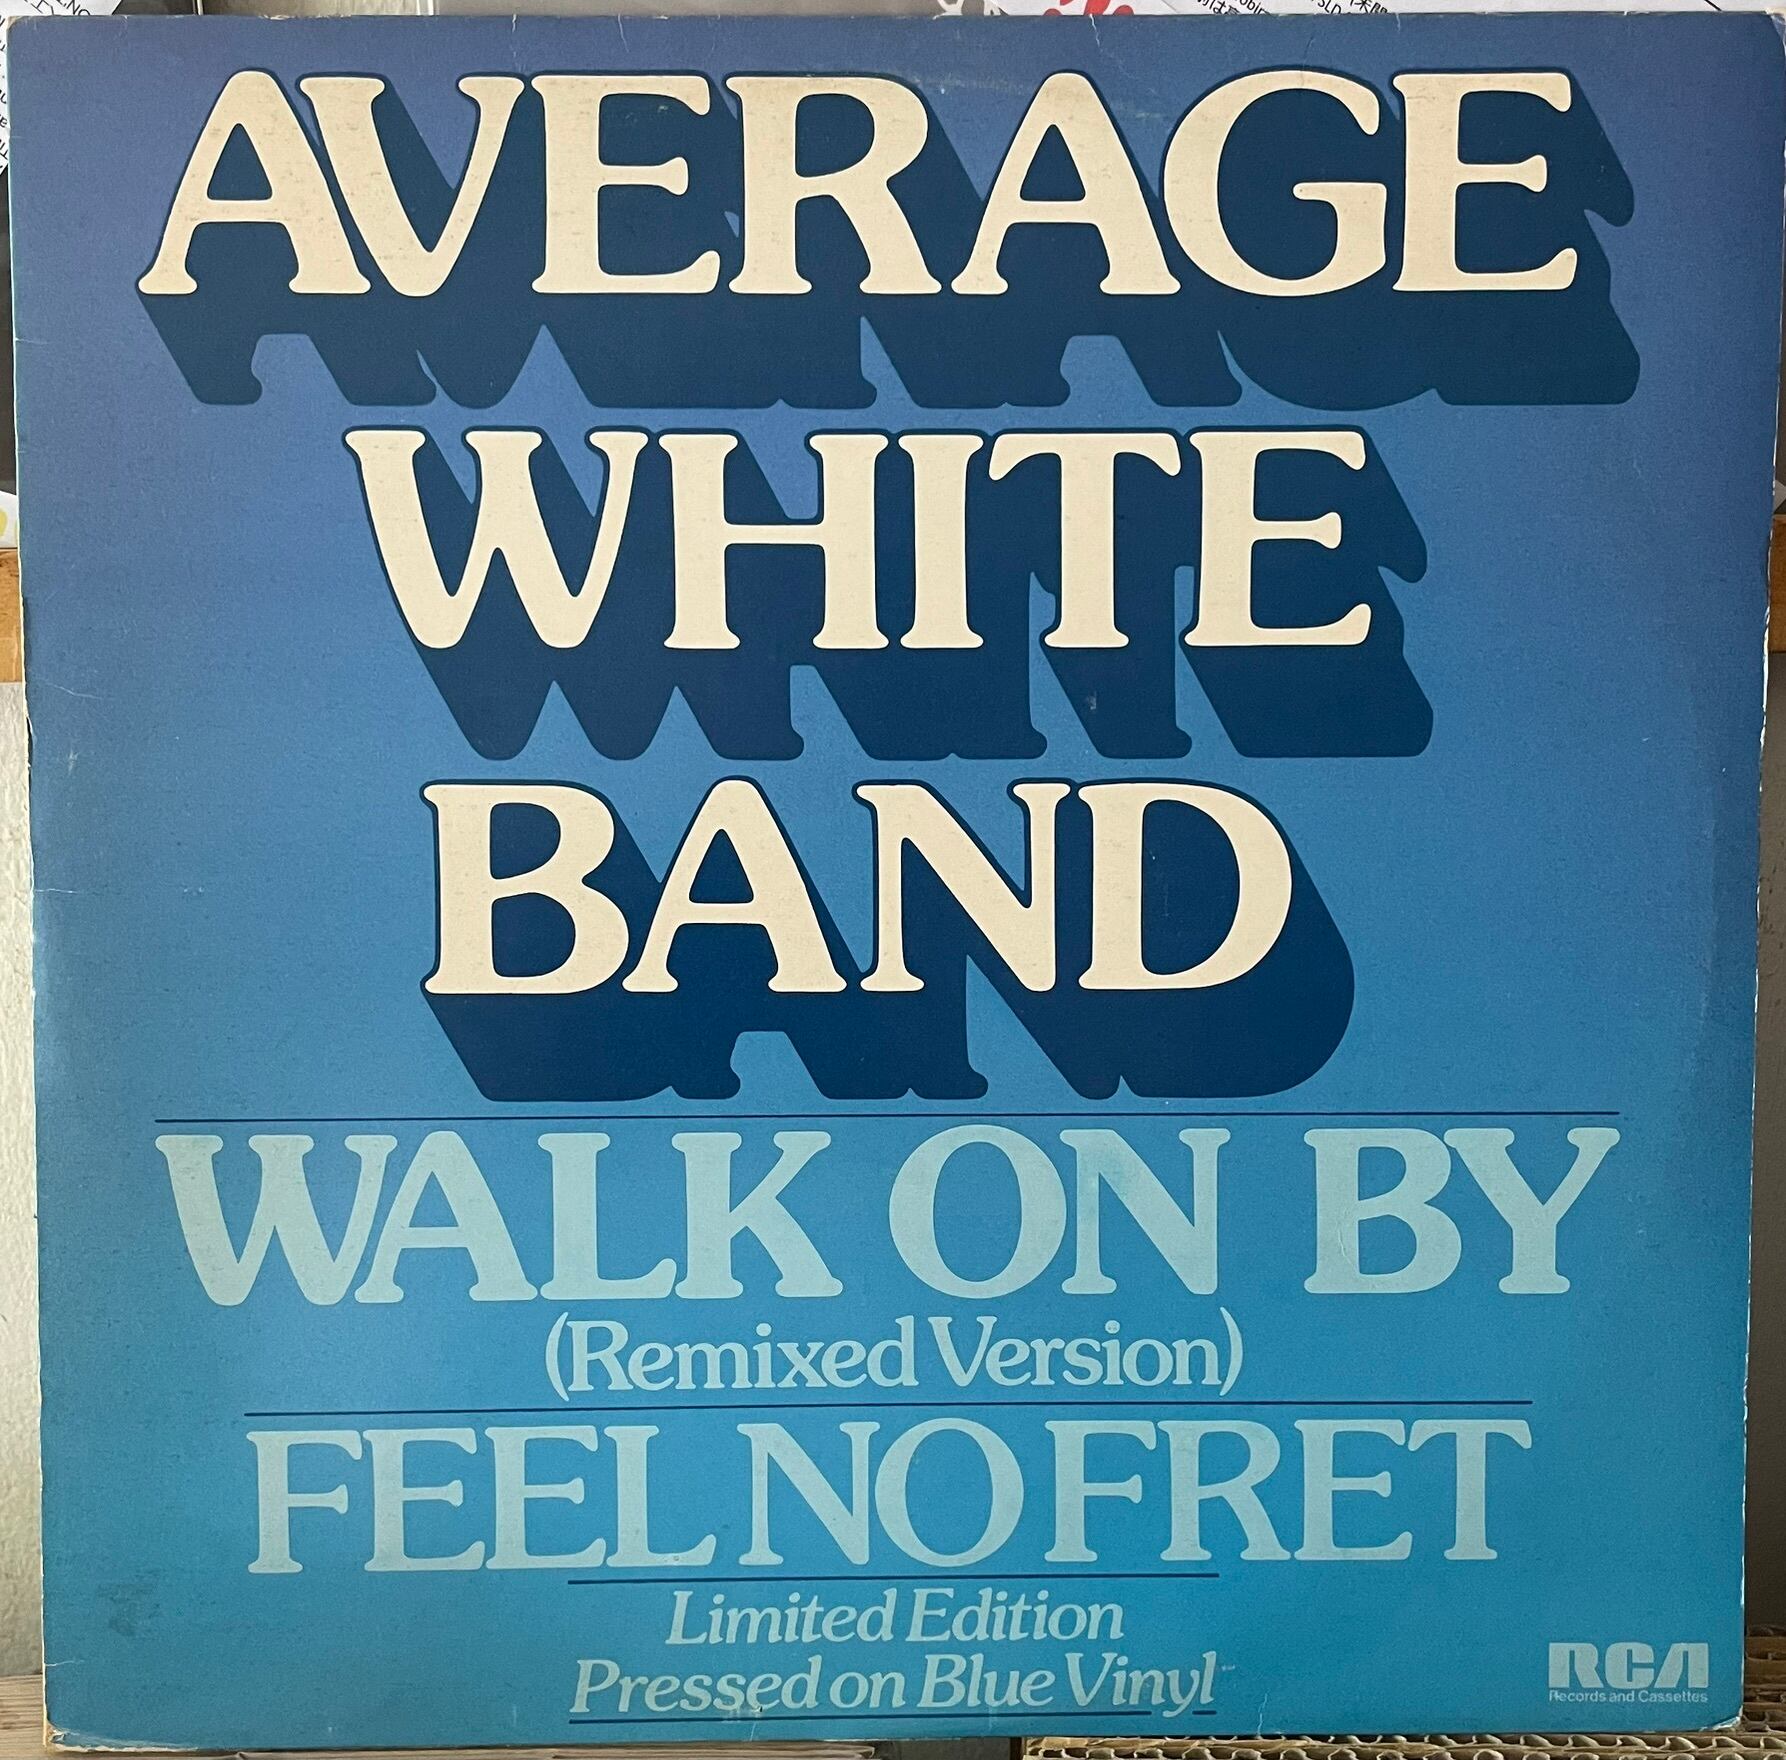 AVERAGE
WHITE
BAND
WALK ON BY
(Remixed Version)
FEEL NO FRET
Limited Edition
Pressed on Blue Vinyl
RCA
Records and Cassettes